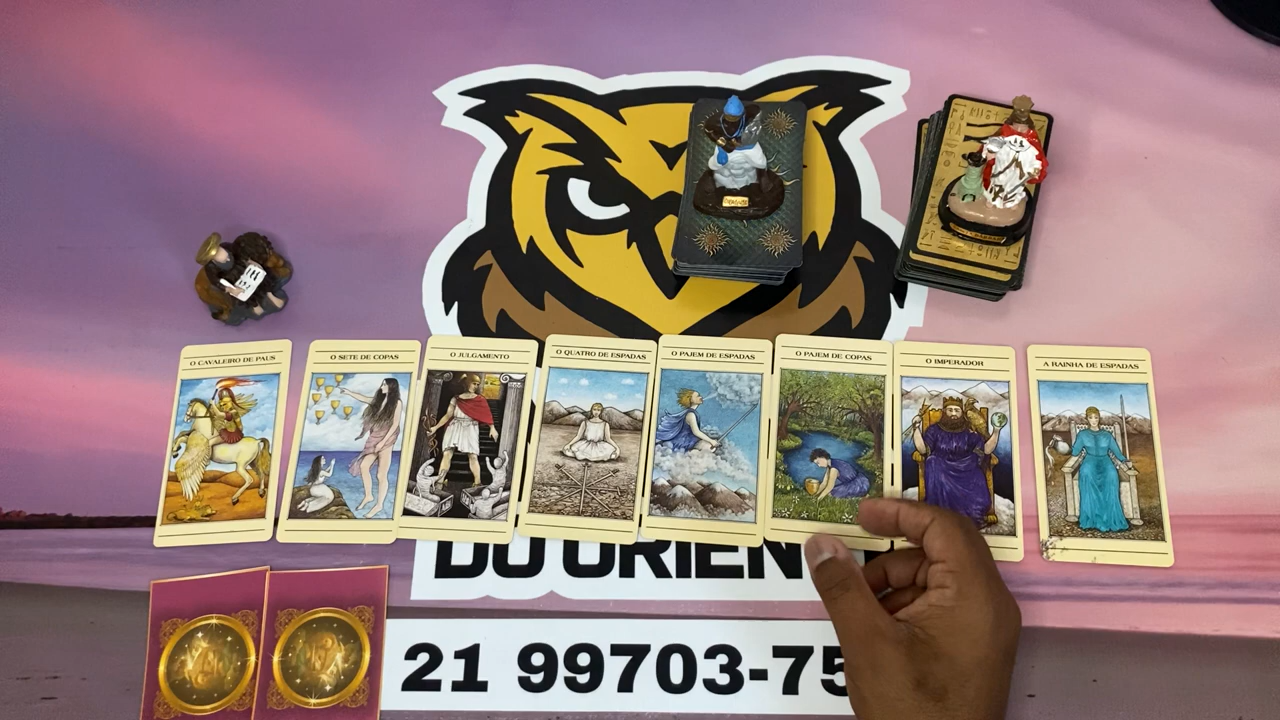 O CAVALEIRO DE PAUS
O SETE DE COPAS
O JULGAMENTO
O QUATRO DE ESPADAS
O PAJEM DE ESPADAS
O PAJEM DE COPAS
O IMPERADOR
A RAINHA DE ESPADAS
DO ORIEN
21 99703-75